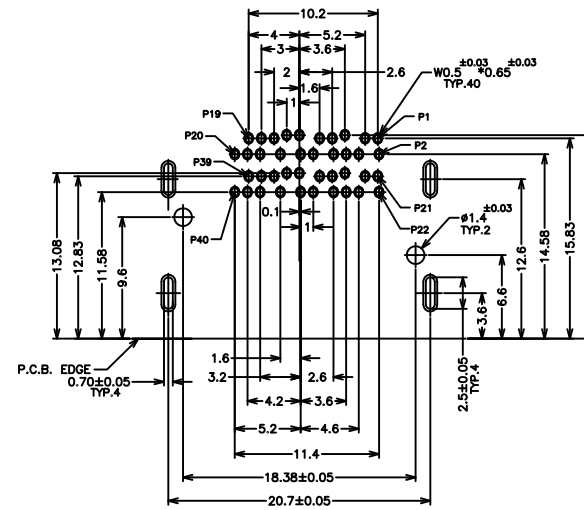 10.2
4
5.2
3
3.6
±0.03
±0.03
2
2.6
W0.5
*0.65
TYP.40
1.6
1
P19
P1
P20
P2
P39
P21
P40
P22
0.1
1
ø1.4
±0.03
TYP.2
13.08
12.83
11.58
9.6
3.6
6.6
12.6
14.58
15.83
2.5±0.05
TYP.4
P.C.B. EDGE
0.70±0.05
TYP.4
1.6
3.2
2.6
4.2
3.6
5.2
4.6
11.4
18.38±0.05
20.7±0.05